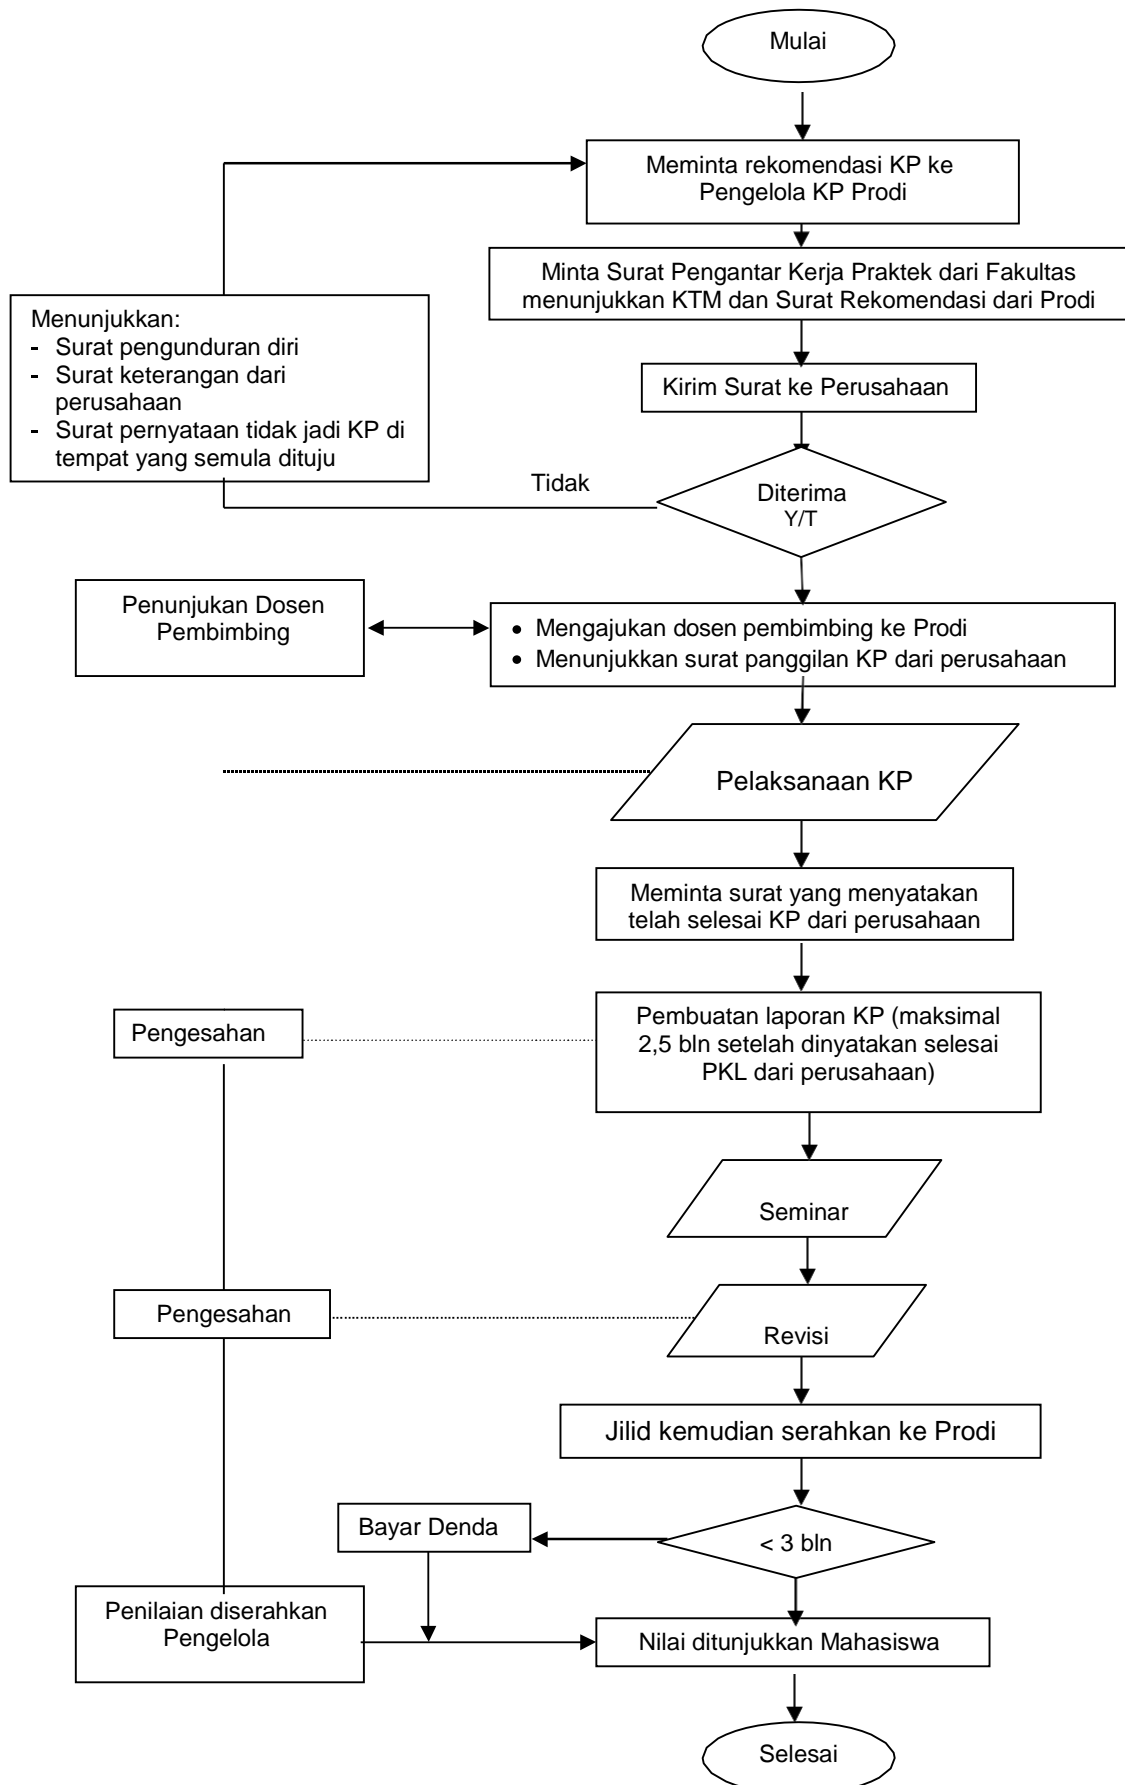 Mulai
Meminta rekomendasi KP ke
Pengelola KP Prodi
Minta Surat Pengantar Kerja Praktek dari Fakultas
menunjukkan KTM dan Surat Rekomendasi dari Prodi
Menunjukkan:
- Surat pengunduran diri
- Surat keterangan dari
perusahaan
- Surat pernyataan tidak jadi KP di
tempat yang semula dituju
Kirim Surat ke Perusahaan
Tidak
Diterima
Y/T
Penunjukan Dosen
Pembimbing
• Mengajukan dosen pembimbing ke Prodi
• Menunjukkan surat panggilan KP dari perusahaan
Pelaksanaan KP
Meminta surat yang menyatakan
telah selesai KP dari perusahaan
Pengesahan
Pembuatan laporan KP (maksimal
2,5 bln setelah dinyatakan selesai
PKL dari perusahaan)
Seminar
Pengesahan
Revisi
Jilid kemudian serahkan ke Prodi
Bayar Denda
< 3 bln
Penilaian diserahkan
Pengelola
Nilai ditunjukkan Mahasiswa
Selesai